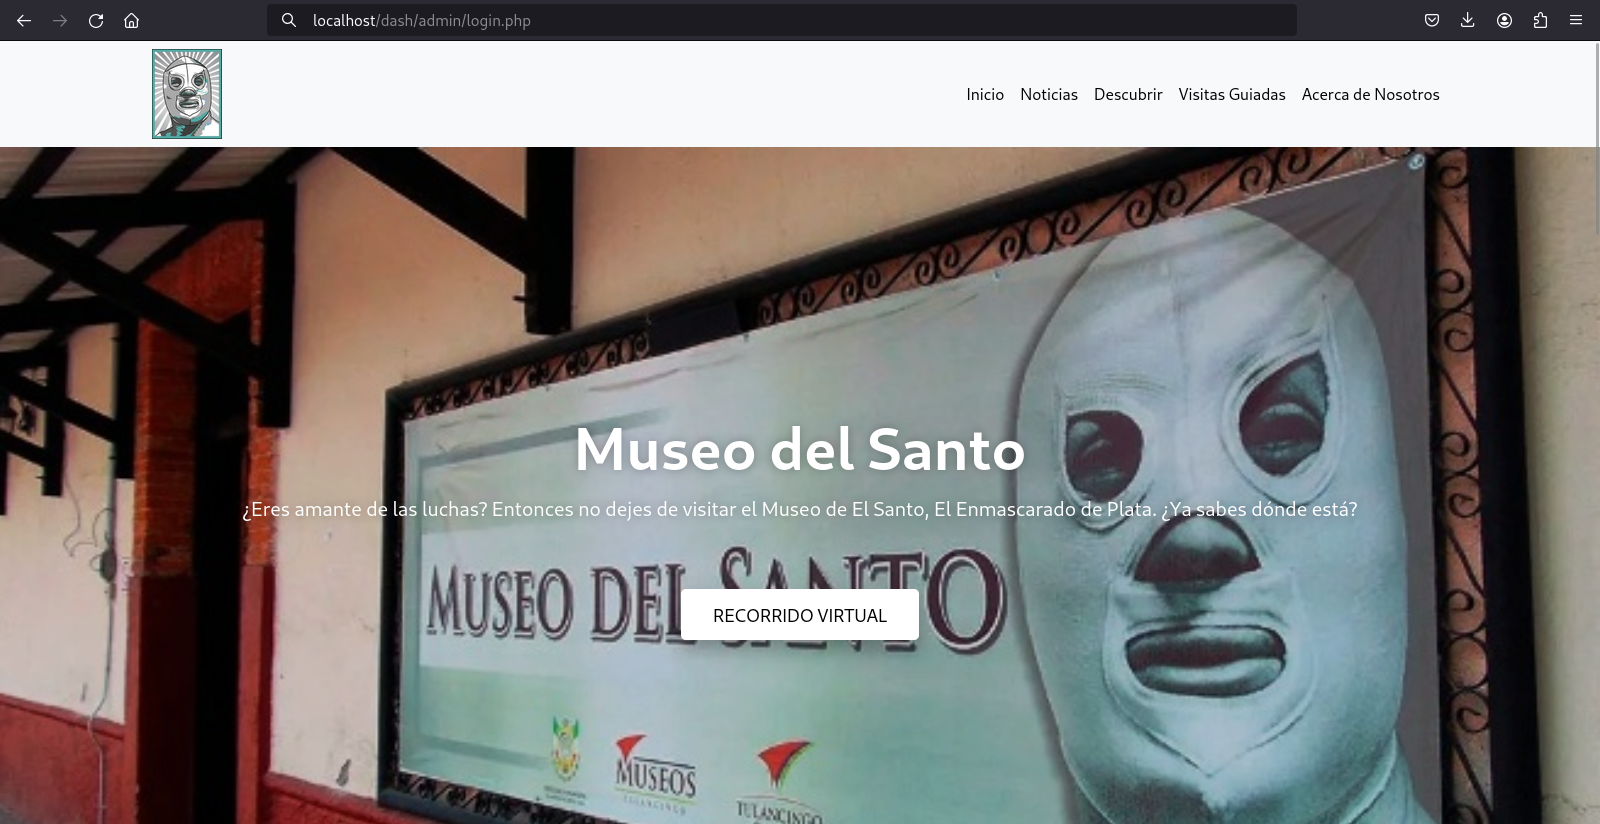 localhost/dash/admin/login.php
Inicio Noticias Descubrir Visitas Guiadas Acerca de Nosotros
Museo del Santo
¿Eres amante de las luchas? Entonces no dejes de visitar el Museo de El Santo, El Enmascarado de Plata. ¿Ya sabes dónde está?
MUSEO DEL SANTO
RECORRIDO VIRTUAL
MUSEOS
TULANCINGO
TULANCINGO